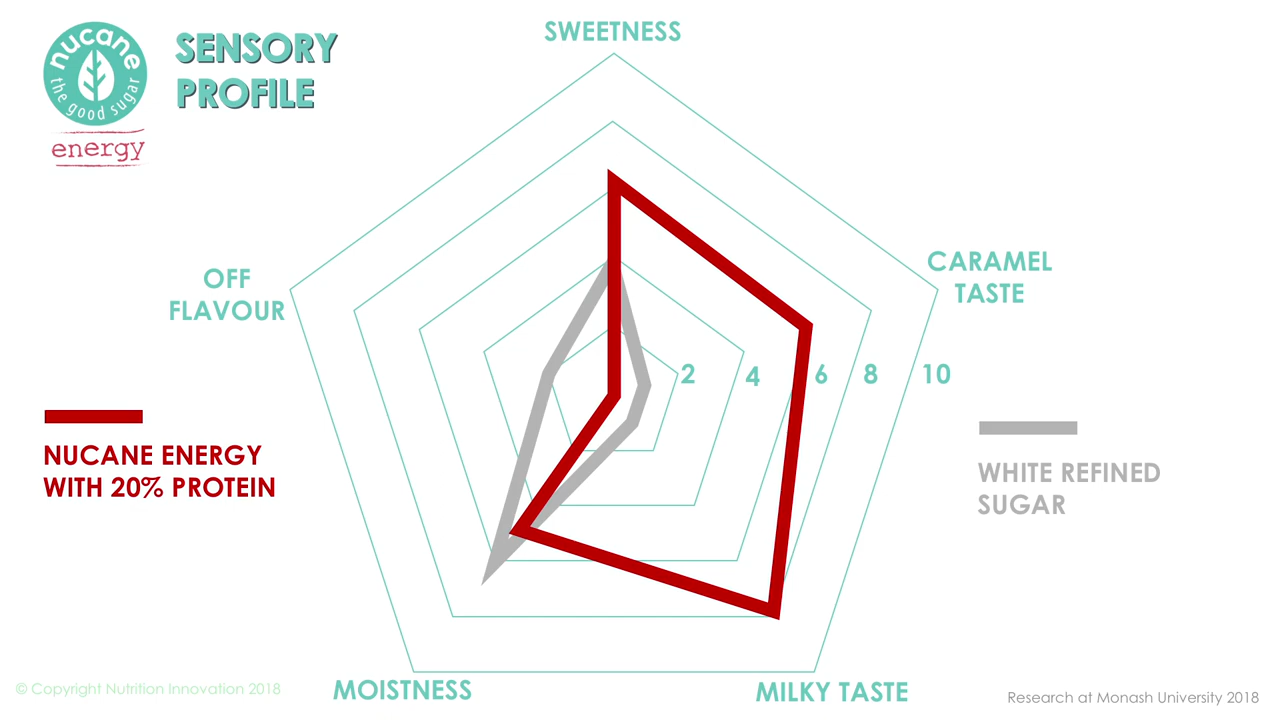 nucane
the good sugar
energy
SENSORY
PROFILE
SWEETNESS
OFF
FLAVOUR
CARAMEL
TASTE
2 4 6 8 10
NUCANE ENERGY
WITH 20% PROTEIN
WHITE REFINED
SUGAR
MOISTNESS
MILKY TASTE
© Copyright Nutrition Innovation 2018
Research at Monash University 2018